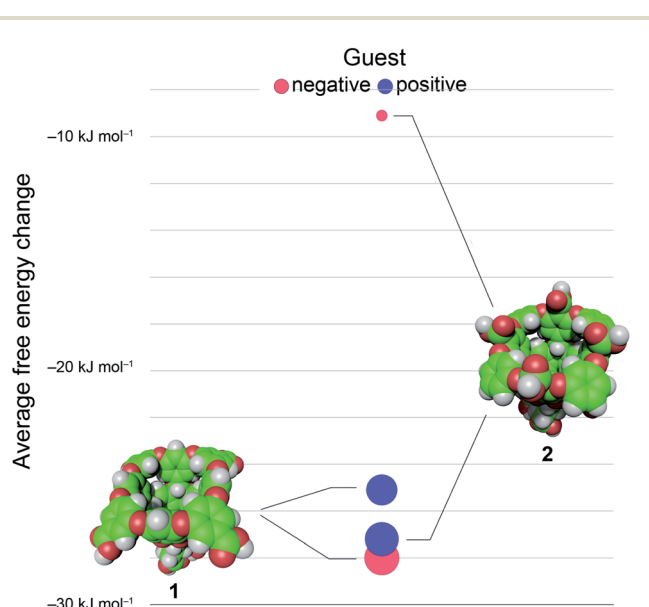 Guest
negative positive
–10 kJ mol⁻¹
Average free energy change
–20 kJ mol⁻¹
2
1
–30 kJ mol⁻¹